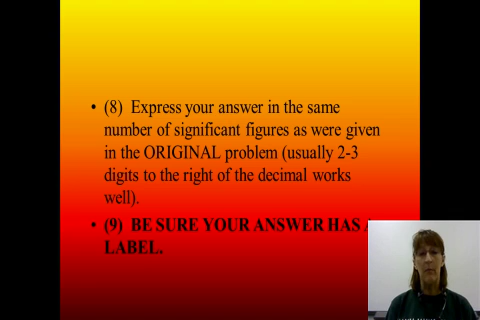 • (8) Express your answer in the same
number of significant figures as were given
in the ORIGINAL problem (usually 2-3
digits to the right of the decimal works
well).
• (9) BE SURE YOUR ANSWER HAS
LABEL.